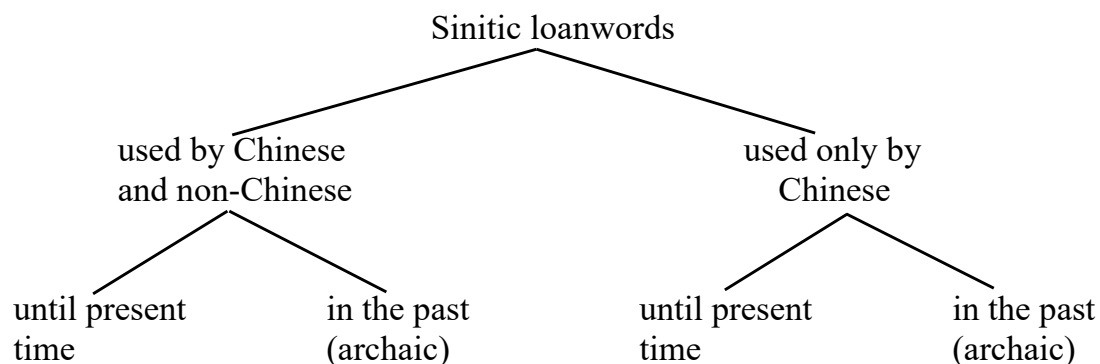 Sinitic loanwords
used by Chinese
and non-Chinese
used only by
Chinese
until present
time
in the past
(archaic)
until present
time
in the past
(archaic)